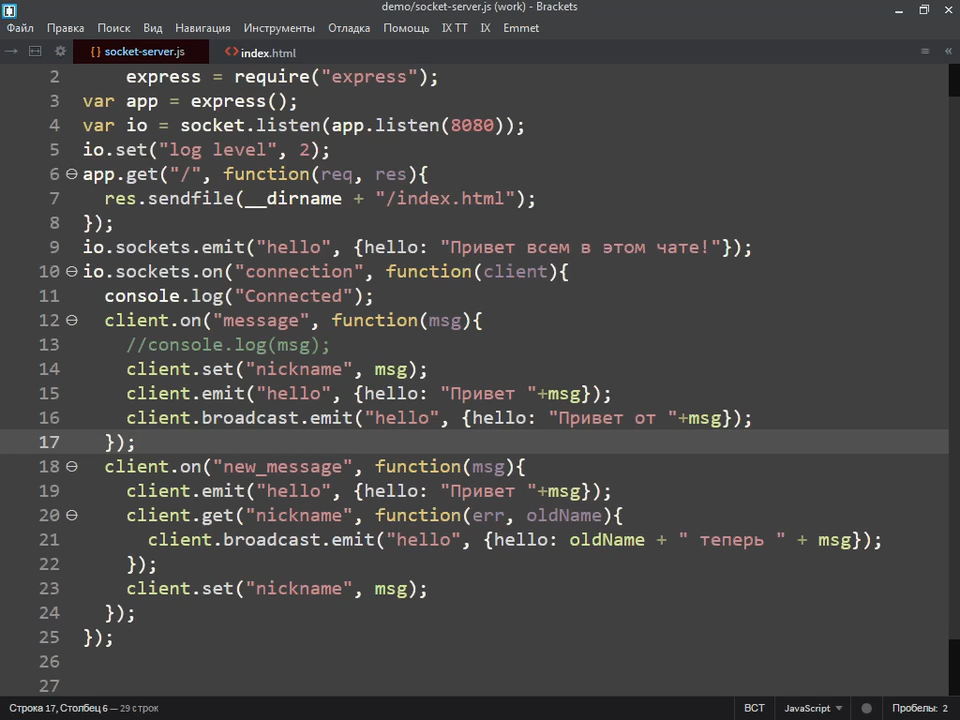 demo/socket-server.js (work) - Brackets
Файл Правка Поиск Вид Навигация Инструменты Отладка Помощь IX TT IX Emmet
{ } socket-server.js <> index.html
2 express = require("express");
3 var app = express();
4 var io = socket.listen(app.listen(8080));
5 io.set("log level", 2);
6 app.get("/", function(req, res){
7 res.sendfile(__dirname + "/index.html");
8 });
9 io.sockets.emit("hello", {hello: "Привет всем в этом чате!"});
10 io.sockets.on("connection", function(client){
11 console.log("Connected");
12 client.on("message", function(msg){
13 //console.log(msg);
14 client.set("nickname", msg);
15 client.emit("hello", {hello: "Привет "+msg});
16 client.broadcast.emit("hello", {hello: "Привет от "+msg});
17 });
18 client.on("new_message", function(msg){
19 client.emit("hello", {hello: "Привет "+msg});
20 client.get("nickname", function(err, oldName){
21 client.broadcast.emit("hello", {hello: oldName + " теперь " + msg});
22 });
23 client.set("nickname", msg);
24 });
25 });
26
27
Строка 17, Столбец 6 — 29 строк ВСТ JavaScript Пробелы: 2